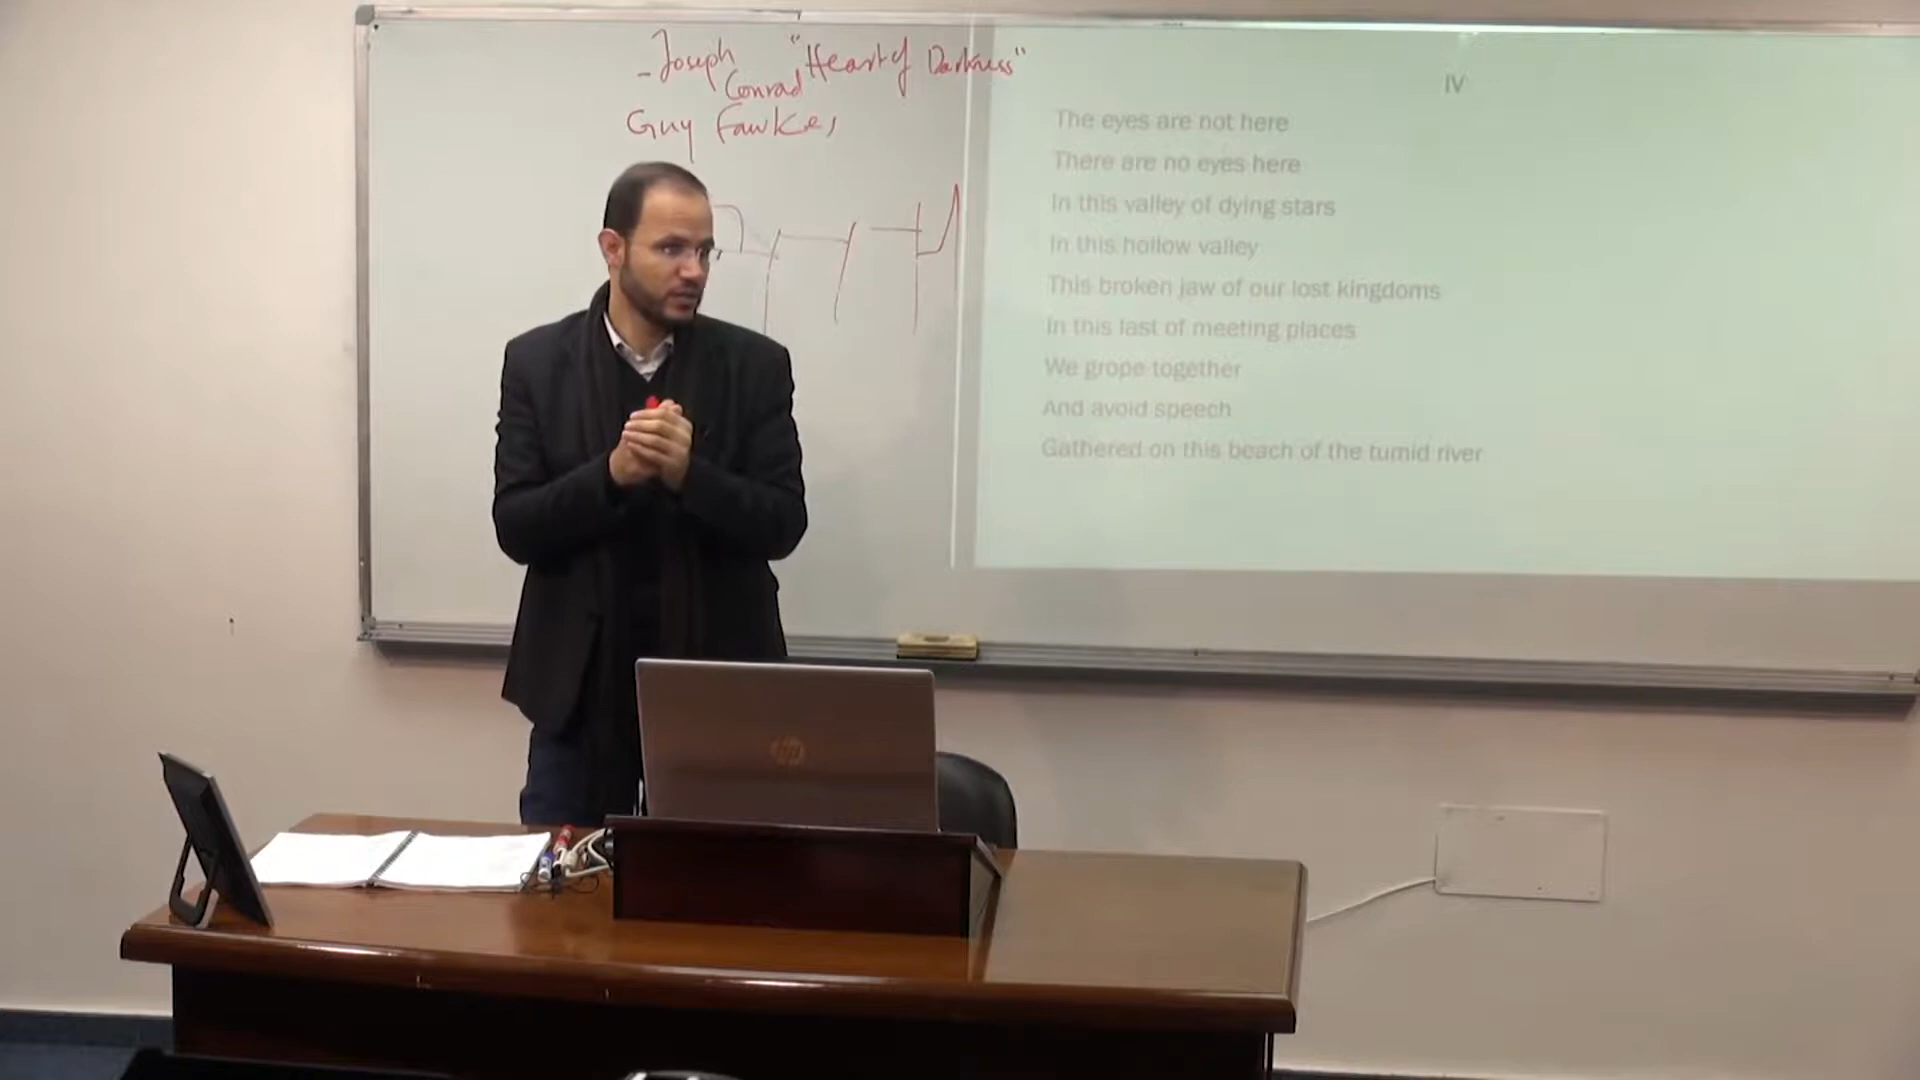 - Joseph "Heart of Darkness"
Conrad
Guy Fawkes
IV
The eyes are not here
There are no eyes here
In this valley of dying stars
In this hollow valley
This broken jaw of our lost kingdoms
In this last of meeting places
We grope together
And avoid speech
Gathered on this beach of the tumid river
hp